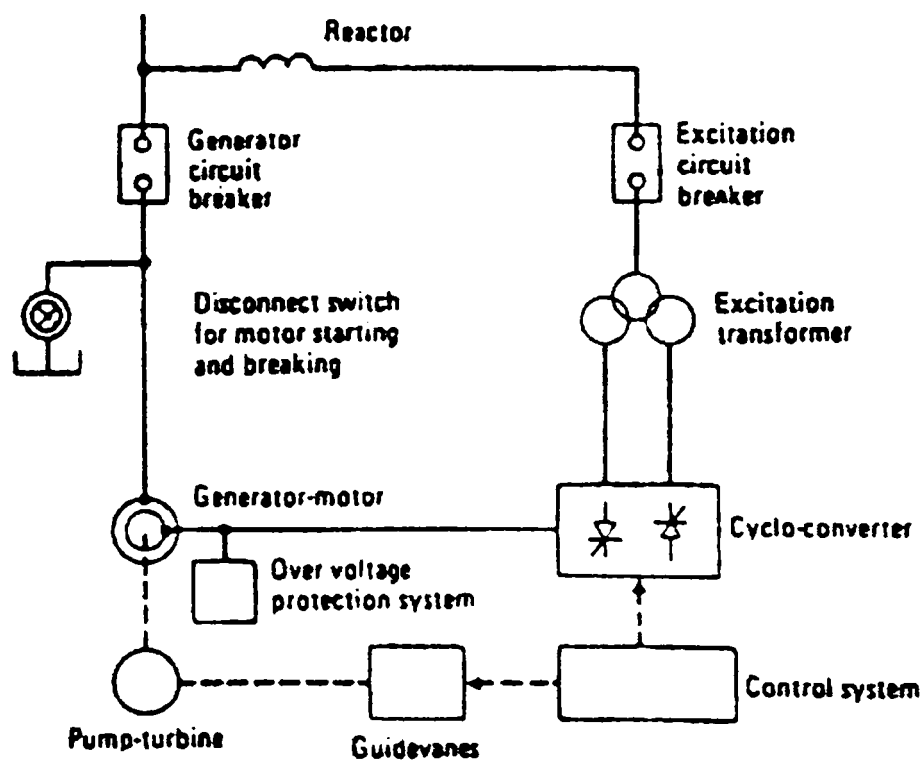 Reactor
Generator
circuit
breaker
Excitation
circuit
breaker
Disconnect switch
for motor starting
and breaking
Excitation
transformer
Generator-motor
Cyclo-converter
Over voltage
protection system
Control system
Pump-turbine
Guidevanes